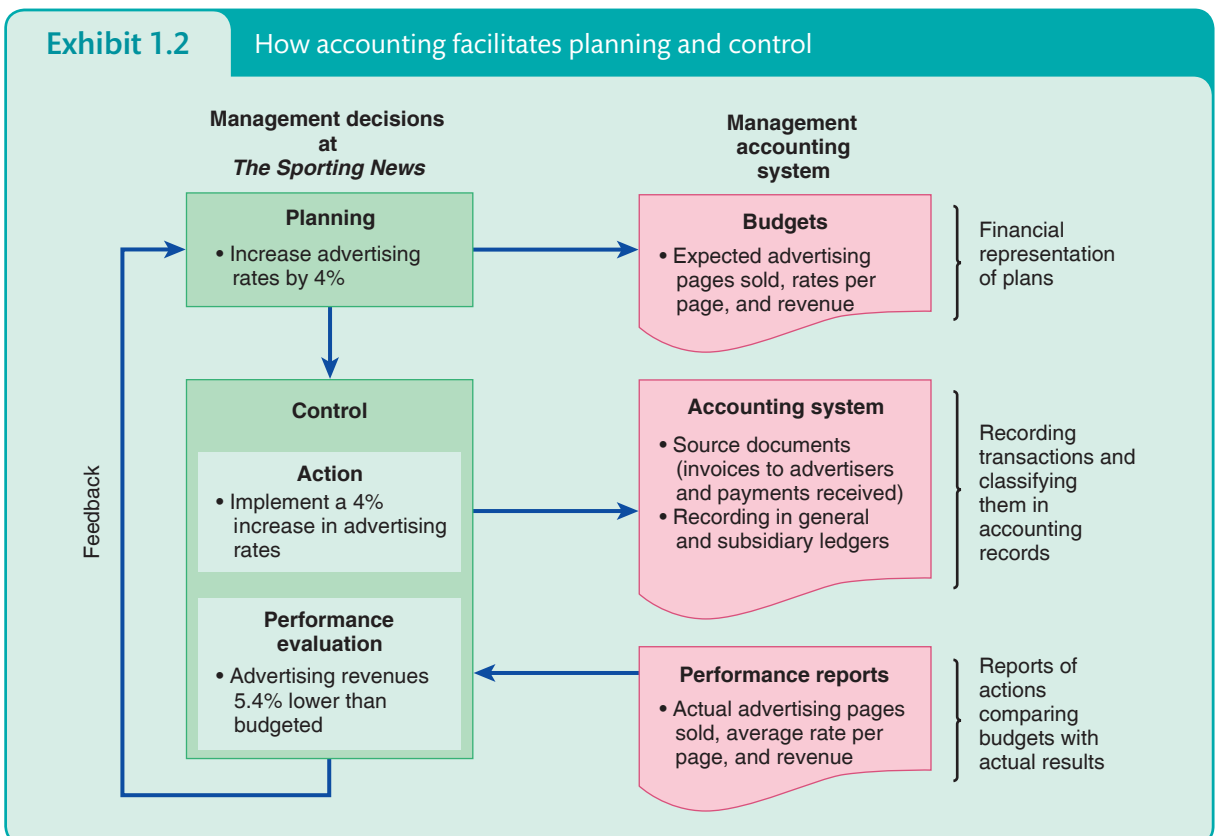 Exhibit 1.2
How accounting facilitates planning and control
Management decisions
at
The Sporting News
Management
accounting
system
Planning
• Increase advertising
rates by 4%
Budgets
• Expected advertising
pages sold, rates per
page, and revenue
Financial
representation
of plans
Feedback
Control
Action
• Implement a 4%
increase in advertising
rates
Accounting system
• Source documents
(invoices to advertisers
and payments received)
• Recording in general
and subsidiary ledgers
Recording
transactions and
classifying
them in
accounting
records
Performance
evaluation
• Advertising revenues
5.4% lower than
budgeted
Performance reports
• Actual advertising pages
sold, average rate per
page, and revenue
Reports of
actions
comparing
budgets with
actual results